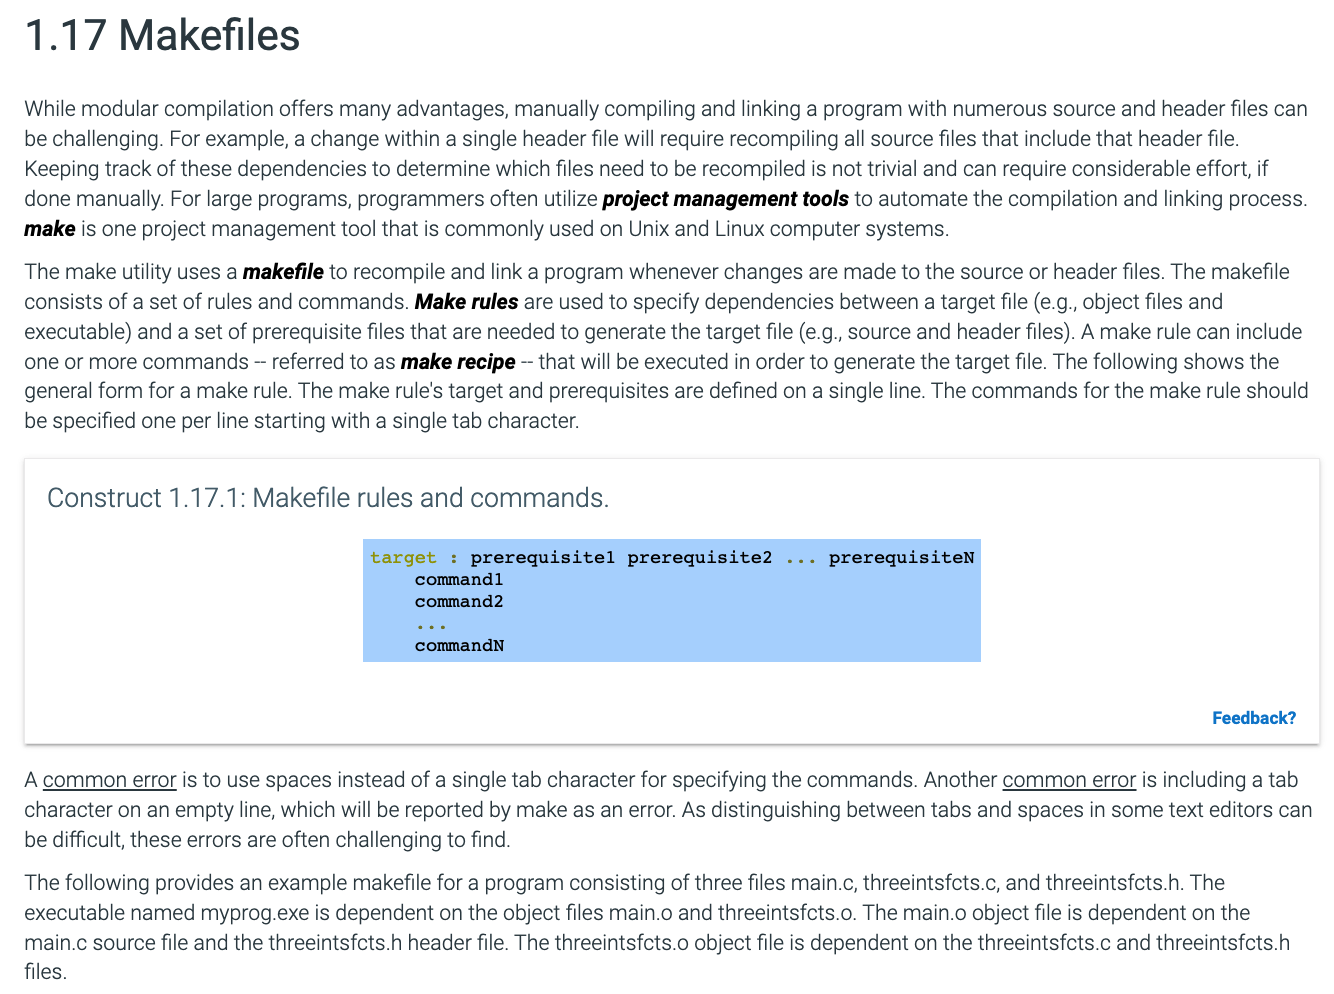 1.17 Makefiles
While modular compilation offers many advantages, manually compiling and linking a program with numerous source and header files can
be challenging. For example, a change within a single header file will require recompiling all source files that include that header file.
Keeping track of these dependencies to determine which files need to be recompiled is not trivial and can require considerable effort, if
done manually. For large programs, programmers often utilize project management tools to automate the compilation and linking process.
make is one project management tool that is commonly used on Unix and Linux computer systems.
The make utility uses a makefile to recompile and link a program whenever changes are made to the source or header files. The makefile
consists of a set of rules and commands. Make rules are used to specify dependencies between a target file (e.g., object files and
executable) and a set of prerequisite files that are needed to generate the target file (e.g., source and header files). A make rule can include
one or more commands -- referred to as make recipe -- that will be executed in order to generate the target file. The following shows the
general form for a make rule. The make rule's target and prerequisites are defined on a single line. The commands for the make rule should
be specified one per line starting with a single tab character.
Construct 1.17.1: Makefile rules and commands.
target : prerequisite1 prerequisite2 ... prerequisiteN
command1
command2
...
commandN
Feedback?
A common error is to use spaces instead of a single tab character for specifying the commands. Another common error is including a tab
character on an empty line, which will be reported by make as an error. As distinguishing between tabs and spaces in some text editors can
be difficult, these errors are often challenging to find.
The following provides an example makefile for a program consisting of three files main.c, threeintsfcts.c, and threeintsfcts.h. The
executable named myprog.exe is dependent on the object files main.o and threeintsfcts.o. The main.o object file is dependent on the
main.c source file and the threeintsfcts.h header file. The threeintsfcts.o object file is dependent on the threeintsfcts.c and threeintsfcts.h
files.